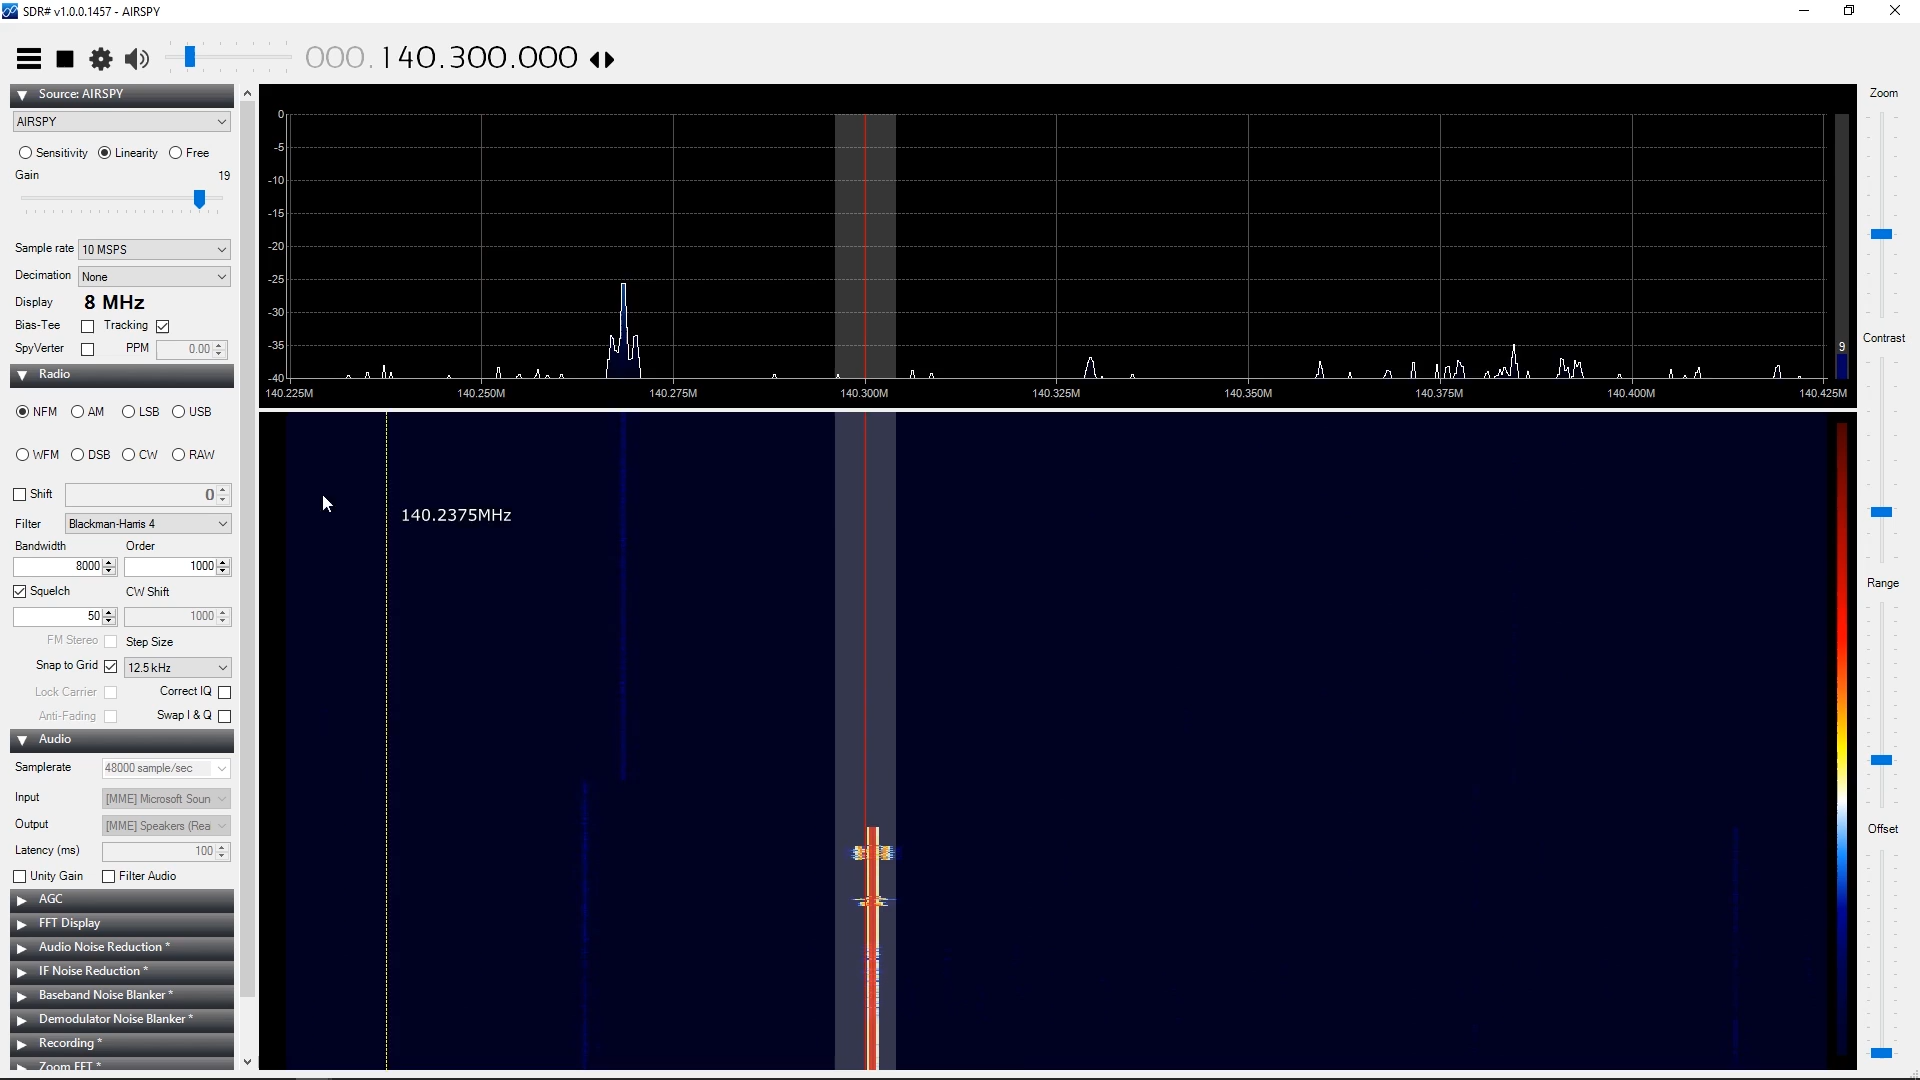 SDR# v1.0.0.1457 - AIRSPY
000.140.300.000
Source: AIRSPY
AIRSPY
Sensitivity Linearity Free
Gain 19
Sample rate 10 MSPS
Decimation None
Display 8 MHz
Bias-Tee Tracking
SpyVerter PPM 0.00
Radio
NFM AM LSB USB
WFM DSB CW RAW
Shift 0
Filter Blackman-Harris 4
Bandwidth Order
8000 1000
Squelch CW Shift
50 1000
FM Stereo Step Size
Snap to Grid 12.5 kHz
Lock Carrier Correct IQ
Anti-Fading Swap I & Q
Audio
Samplerate 48000 sample/sec
Input [MME] Microsoft Soun
Output [MME] Speakers (Rea
Latency (ms) 100
Unity Gain Filter Audio
AGC
FFT Display
Audio Noise Reduction *
IF Noise Reduction *
Baseband Noise Blanker *
Demodulator Noise Blanker *
Recording *
Zoom FFT *
0
-5
-10
-15
-20
-25
-30
-35
-40
9
140.225M 140.250M 140.275M 140.300M 140.325M 140.350M 140.375M 140.400M 140.425M
140.2375MHz
Zoom
Contrast
Range
Offset